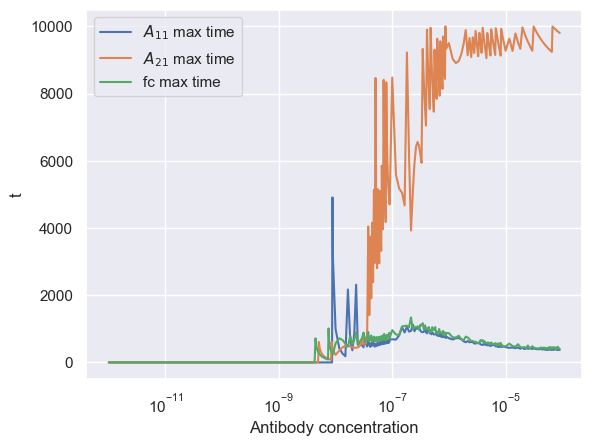 10000
8000
6000
4000
2000
0
t
A₁₁ max time
A₂₁ max time
fc max time
10⁻¹¹ 10⁻⁹ 10⁻⁷ 10⁻⁵
Antibody concentration